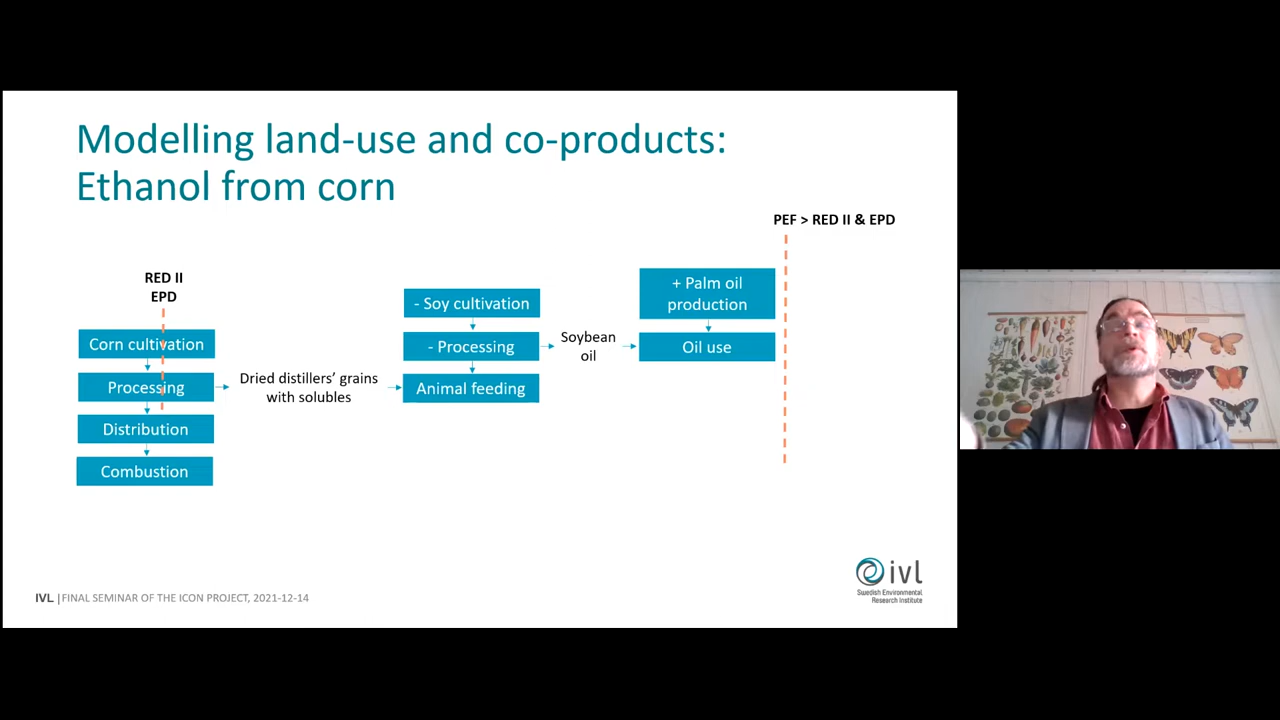 Modelling land-use and co-products:
Ethanol from corn
PEF > RED II & EPD
RED II
EPD
Corn cultivation
Processing
Distribution
Combustion
Dried distillers’ grains
with solubles
- Soy cultivation
- Processing
Animal feeding
Soybean
oil
+ Palm oil
production
Oil use
ivl
Swedish Environmental
Research Institute
IVL | FINAL SEMINAR OF THE ICON PROJECT, 2021-12-14